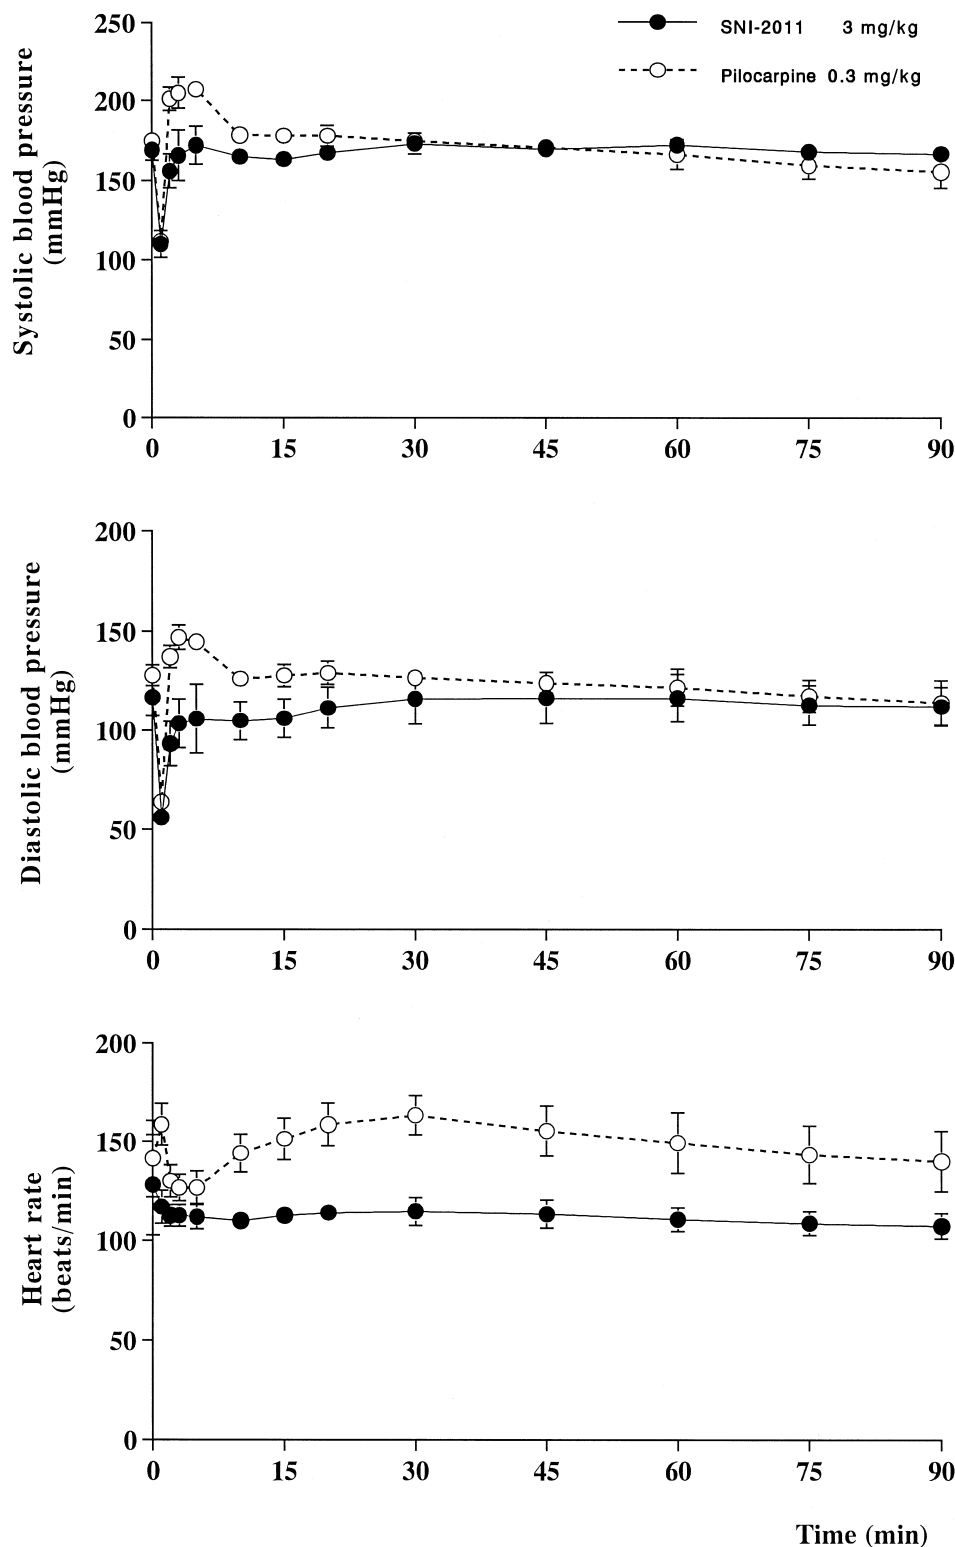 SNI-2011 3 mg/kg
Pilocarpine 0.3 mg/kg
Systolic blood pressure
(mmHg)
250
200
150
100
50
0
0 15 30 45 60 75 90
Diastolic blood pressure
(mmHg)
200
150
100
50
0
0 15 30 45 60 75 90
Heart rate
(beats/min)
200
150
100
50
0
0 15 30 45 60 75 90
Time (min)